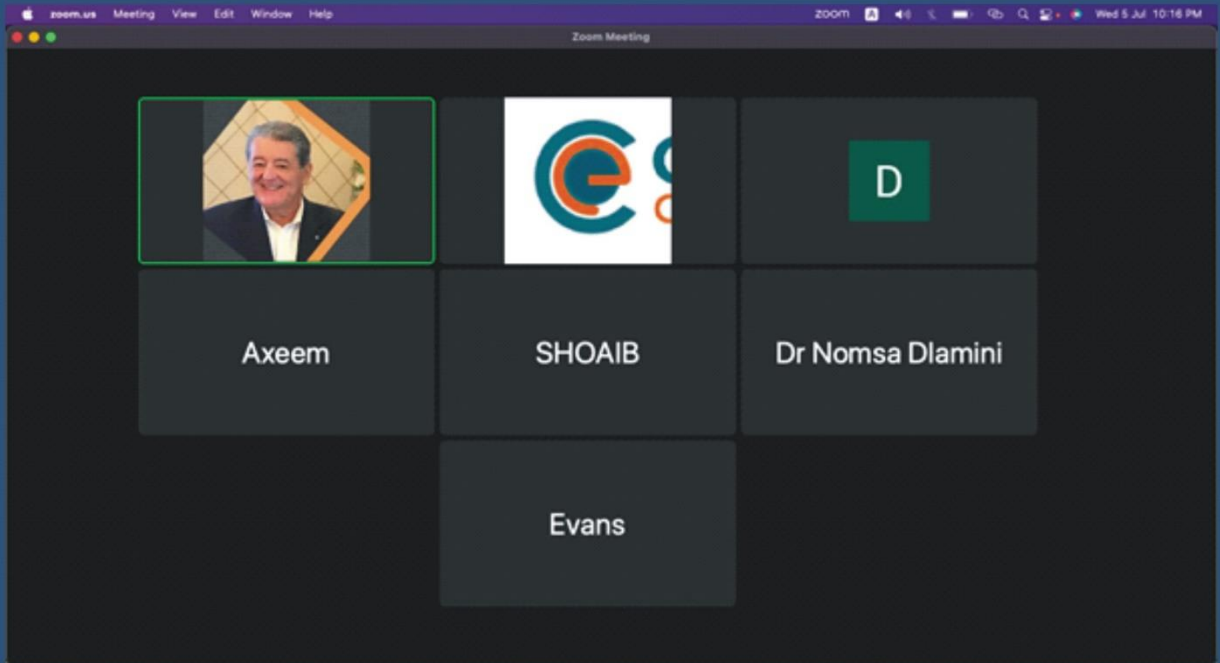 zoom.us Meeting View Edit Window Help zoom A Wed 5 Jul 10:16 PM
Zoom Meeting
D
Axeem
SHOAIB
Dr Nomsa Dlamini
Evans